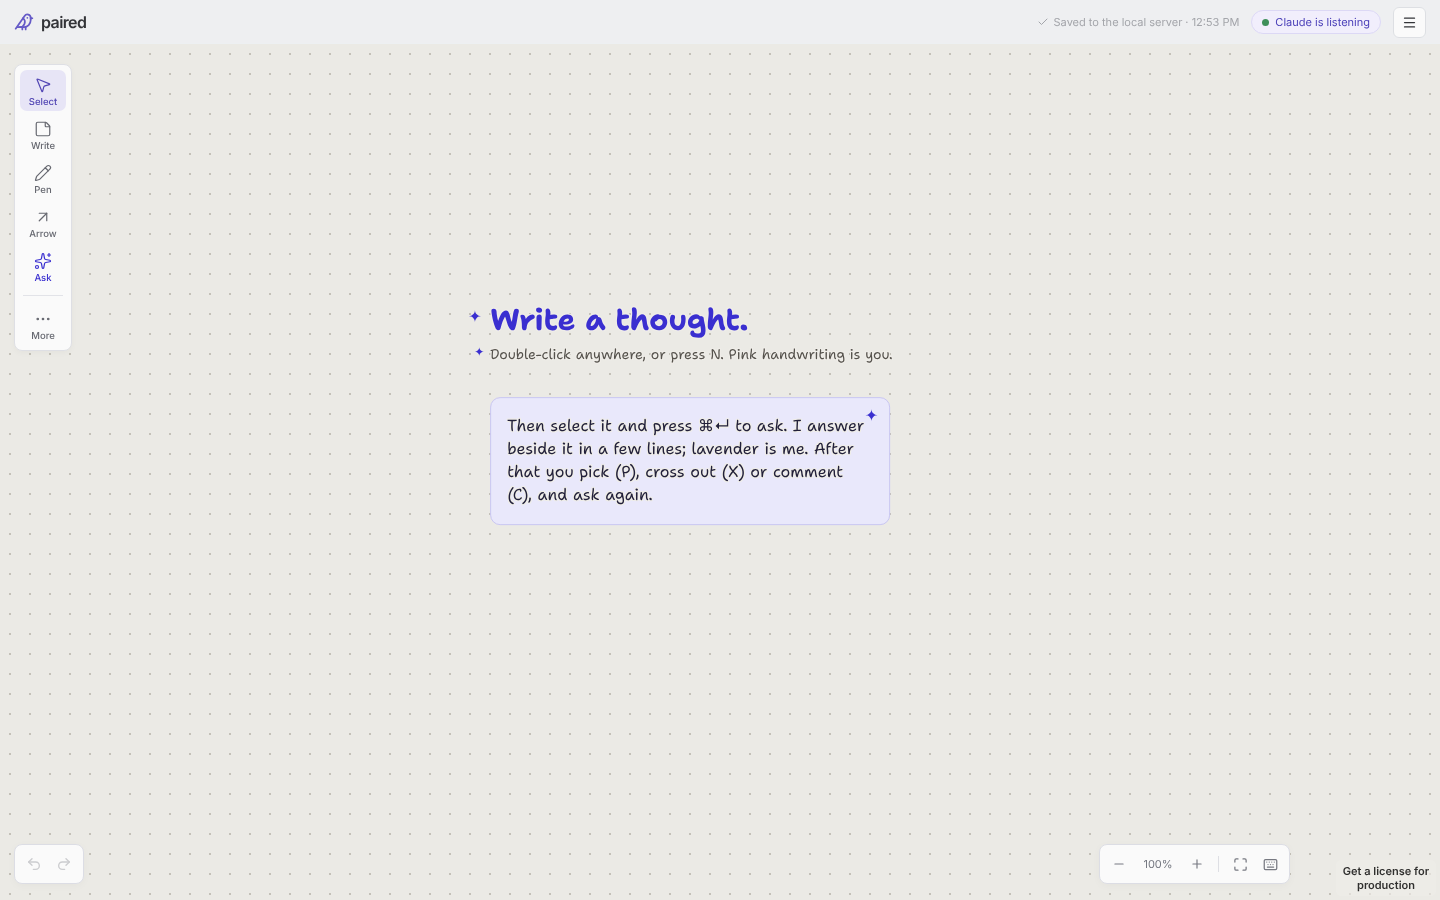 paired
Saved to the local server · 12:53 PM
Claude is listening
Select
Write
Pen
Arrow
Ask
More
Write a thought.
Double-click anywhere, or press N. Pink handwriting is you.
Then select it and press ⌘↵ to ask. I answer
beside it in a few lines; lavender is me. After
that you pick (P), cross out (X) or comment
(C), and ask again.
100%
Get a license for
production